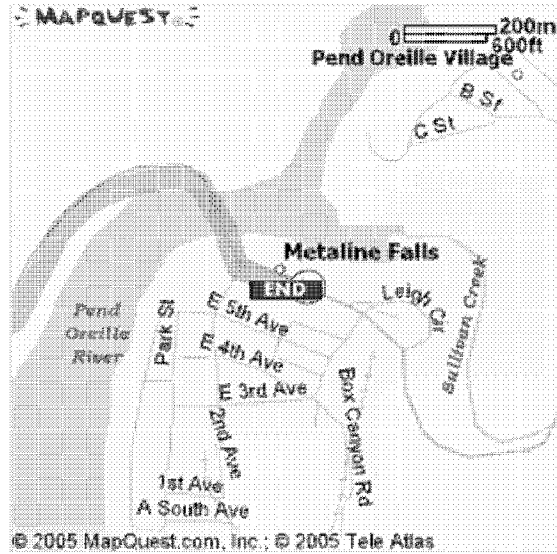 MAPQUEST
0 200m
600ft
Pend Oreille Village
B St
C St
Metaline Falls
END
Leigh Cir
Sullivan Creek
Pend
Oreille
River
Park St
E 5th Ave
E 4th Ave
E 3rd Ave
E 2nd Ave
Box Canyon Rd
1st Ave
A South Ave
© 2005 MapQuest.com, Inc.; © 2005 Tele Atlas